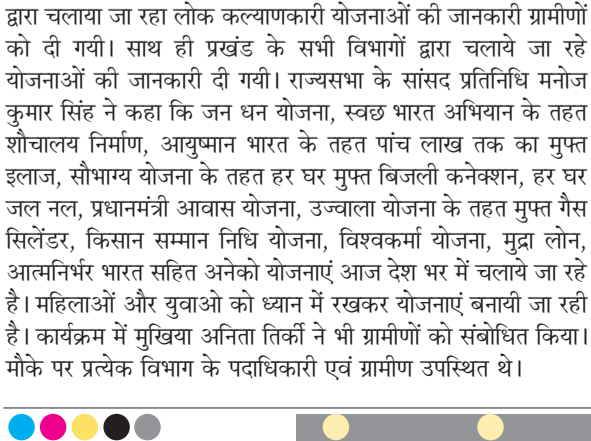 द्वारा चलाया जा रहा लोक कल्याणकारी योजनाओं की जानकारी ग्रामीणों
को दी गयी। साथ ही प्रखंड के सभी विभागों द्वारा चलाये जा रहे
योजनाओं की जानकारी दी गयी। राज्यसभा के सांसद प्रतिनिधि मनोज
कुमार सिंह ने कहा कि जन धन योजना, स्वछ भारत अभियान के तहत
शौचालय निर्माण, आयुष्मान भारत के तहत पांच लाख तक का मुफ्त
इलाज, सौभाग्य योजना के तहत हर घर मुफ्त बिजली कनेक्शन, हर घर
जल नल, प्रधानमंत्री आवास योजना, उज्वाला योजना के तहत मुफ्त गैस
सिलेंडर, किसान सम्मान निधि योजना, विश्वकर्मा योजना, मुद्रा लोन,
आत्मनिर्भर भारत सहित अनेको योजनाएं आज देश भर में चलाये जा रहे
है। महिलाओं और युवाओ को ध्यान में रखकर योजनाएं बनायी जा रही
है। कार्यक्रम में मुखिया अनिता तिर्की ने भी ग्रामीणों को संबोधित किया।
मौके पर प्रत्येक विभाग के पदाधिकारी एवं ग्रामीण उपस्थित थे।